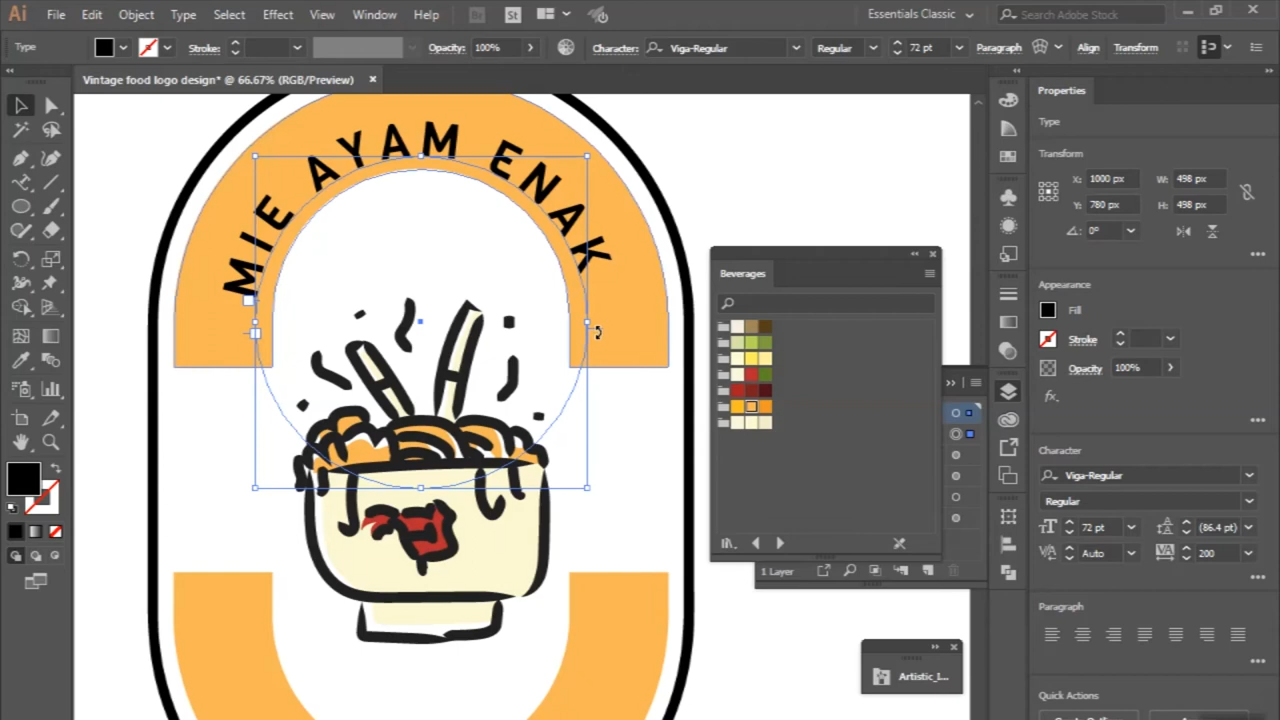 Ai File Edit Object Type Select Effect View Window Help Br St Essentials Classic Search Adobe Stock
Type Stroke: Opacity: 100% Character: Viga-Regular Regular 72 pt Paragraph Align Transform
Vintage food logo design* @ 66.67% (RGB/Preview)
MIE AYAM ENAK
Beverages
1 Layer
Artistic_I...
Properties
Type
Transform
X: 1000 px W: 498 px
Y: 780 px H: 498 px
0°
Appearance
Fill
Stroke
Opacity 100%
fx.
Character
Viga-Regular
Regular
72 pt (86.4 pt)
Auto 200
Paragraph
Quick Actions